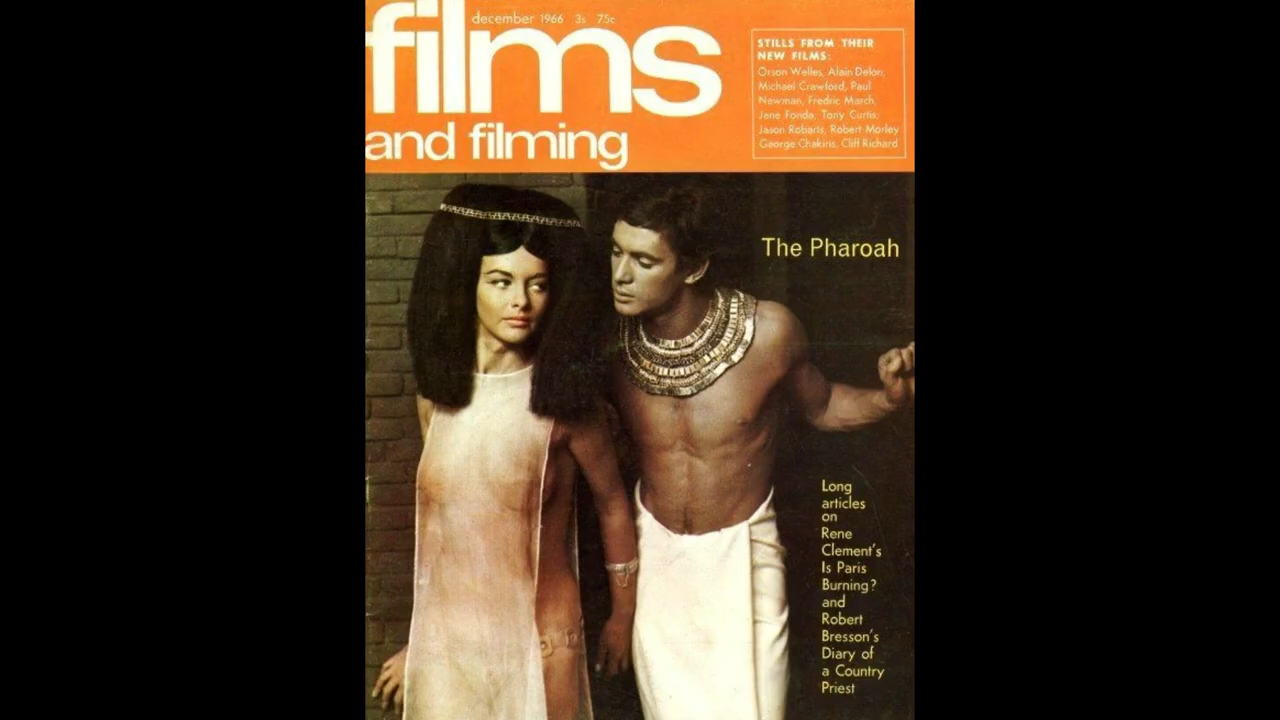 december 1966 3s 75c
films
and filming
STILLS FROM THEIR
NEW FILMS:
Orson Welles, Alain Delon,
Michael Crawford, Paul
Newman, Fredric March,
Jane Fonda, Tony Curtis,
Jason Robards, Robert Morley
George Chakiris, Cliff Richard
The Pharoah
Long
articles
on
Rene
Clement's
Is Paris
Burning?
and
Robert
Bresson's
Diary of
a Country
Priest